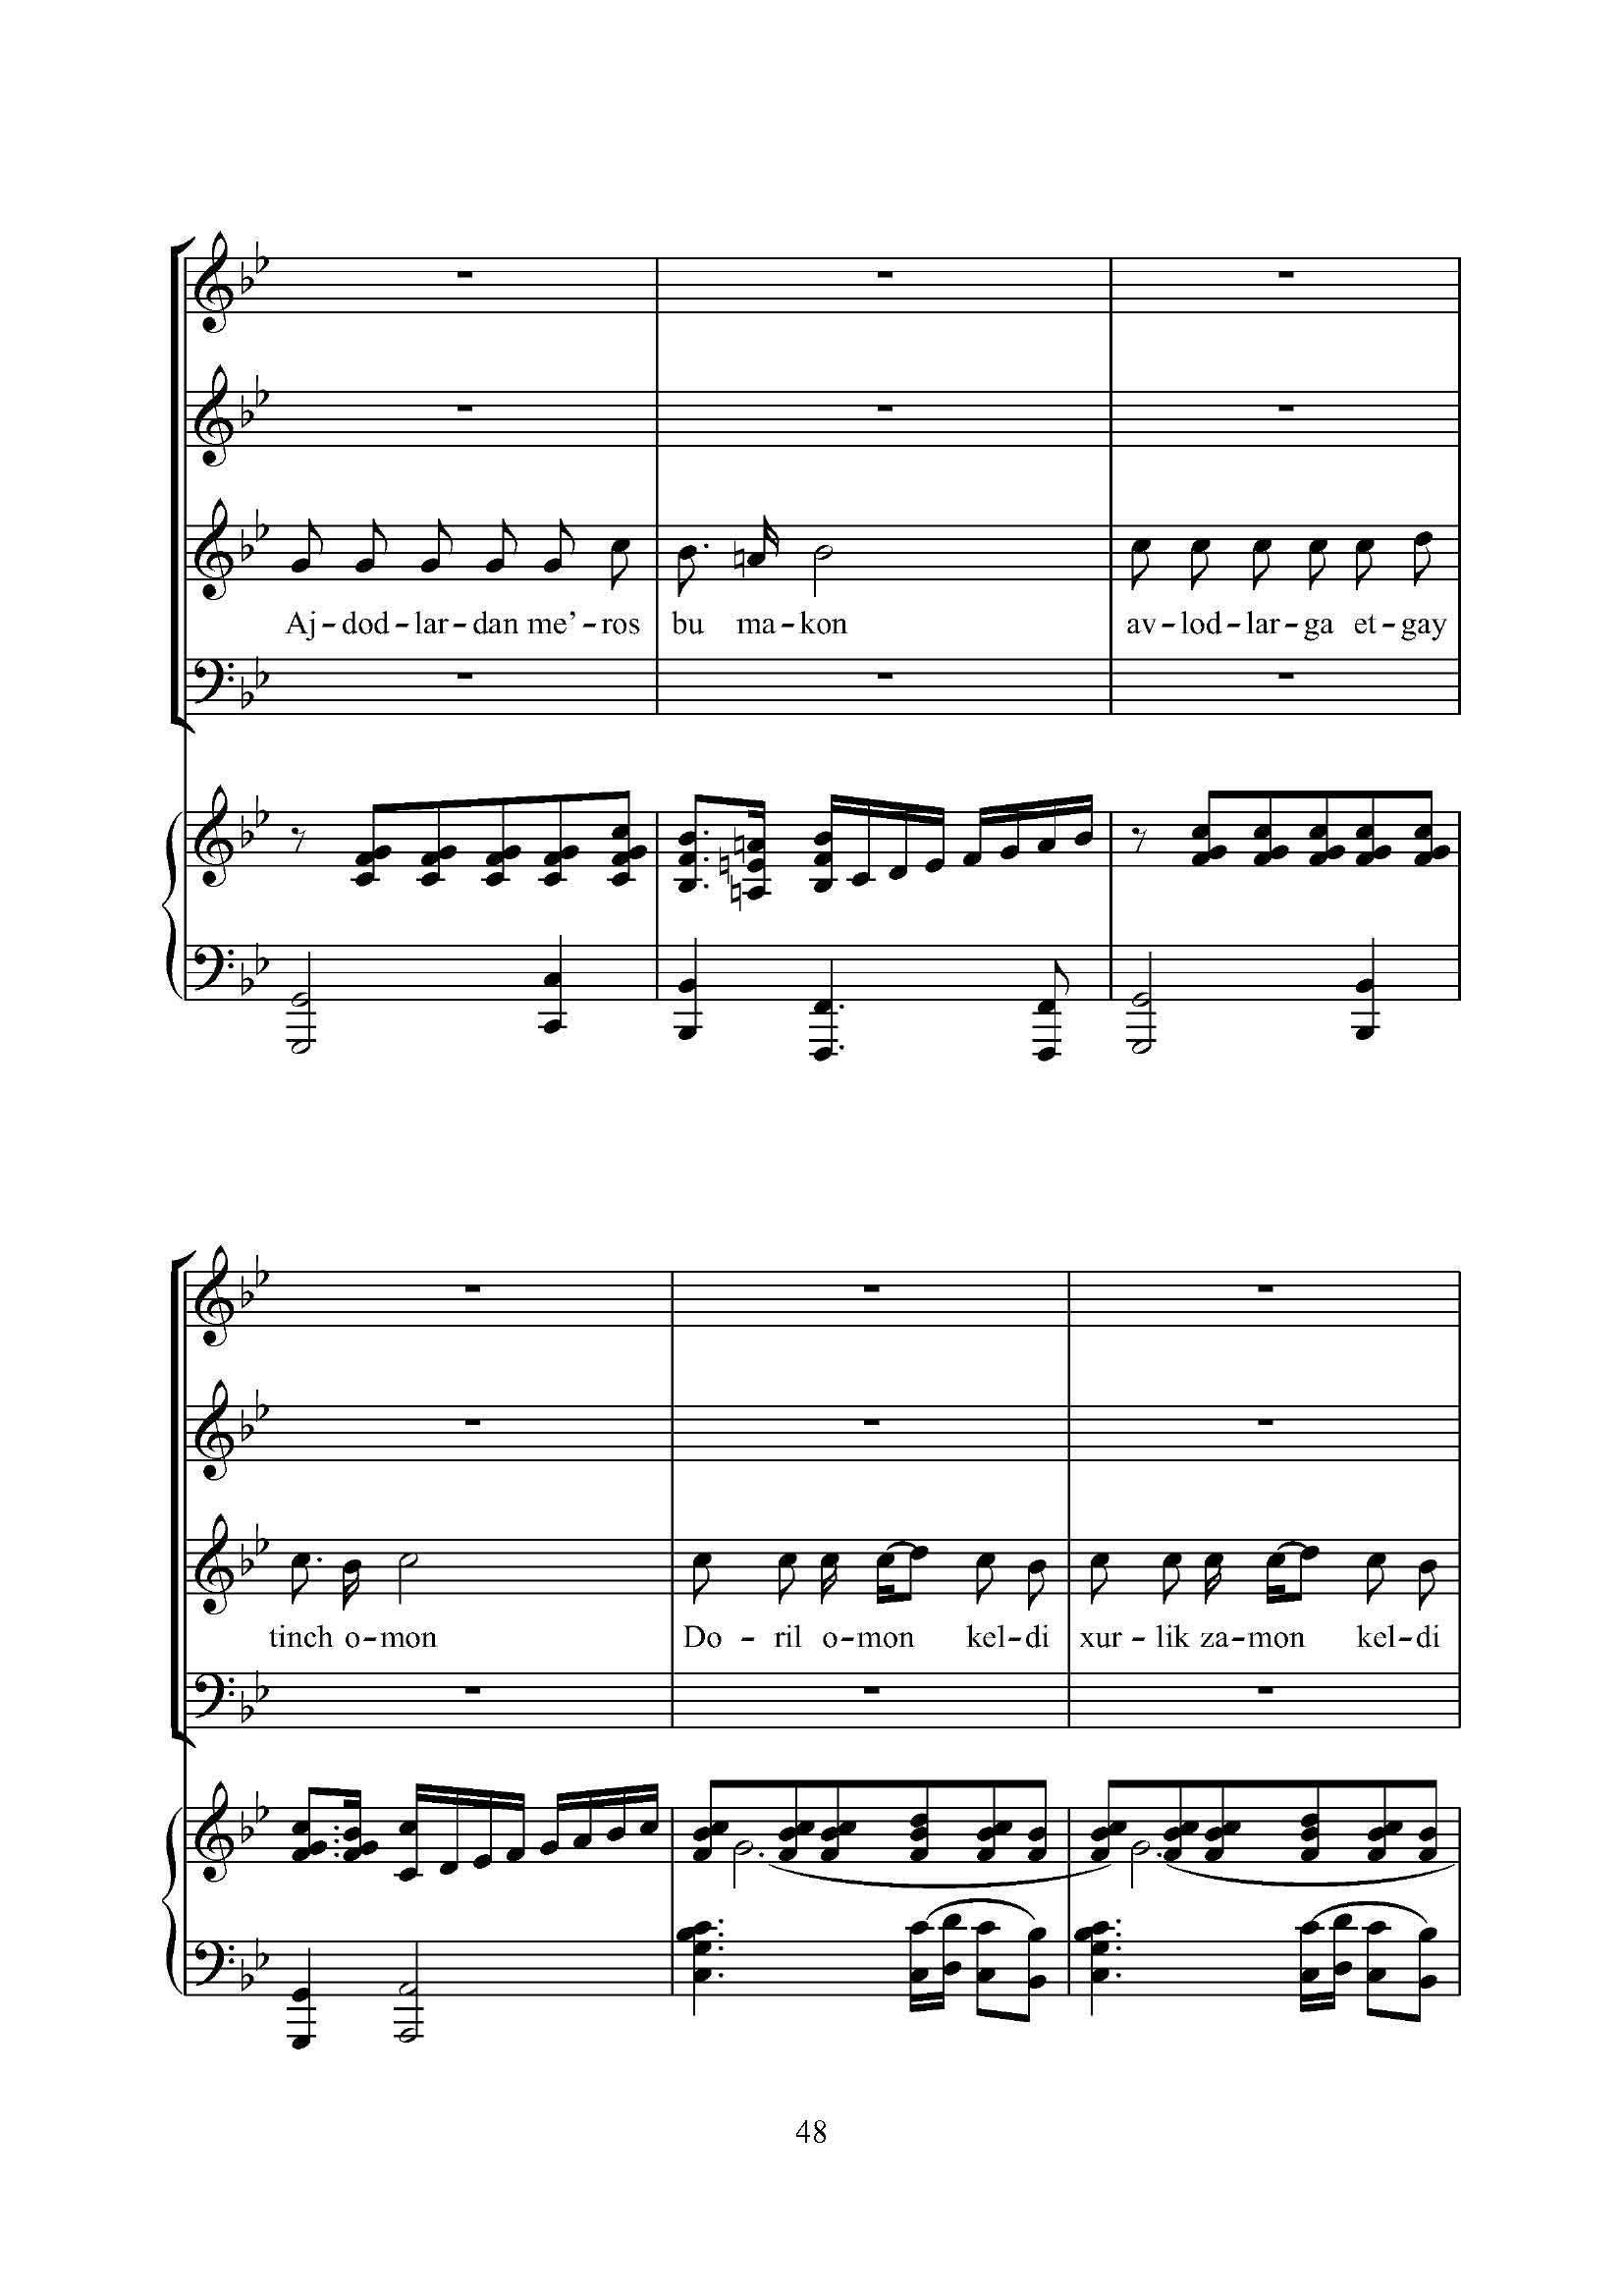 Aj-dod-lar-dan me’-ros bu ma-kon av-lod-lar-ga et-gay
tinch o-mon Do-ril o-mon kel-di xur-lik za-mon kel-di
48